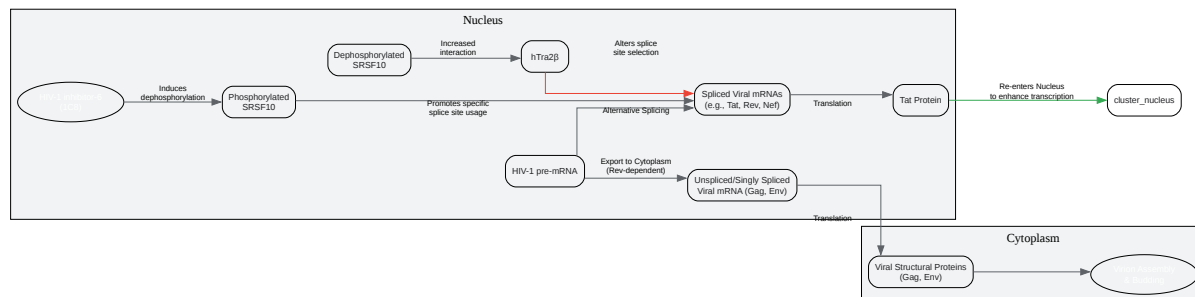 Nucleus
Dephosphorylated
SRSF10
Increased
interaction
hTra2β
Alters splice
site selection
Induces
dephosphorylation
Phosphorylated
SRSF10
Promotes specific
splice site usage
Alternative Splicing
Spliced Viral mRNAs
(e.g., Tat, Rev, Nef)
Translation
Tat Protein
Re-enters Nucleus
to enhance transcription
cluster_nucleus
HIV-1 pre-mRNA
Export to Cytoplasm
(Rev-dependent)
Unspliced/Singly Spliced
Viral mRNA (Gag, Env)
Translation
Cytoplasm
Viral Structural Proteins
(Gag, Env)